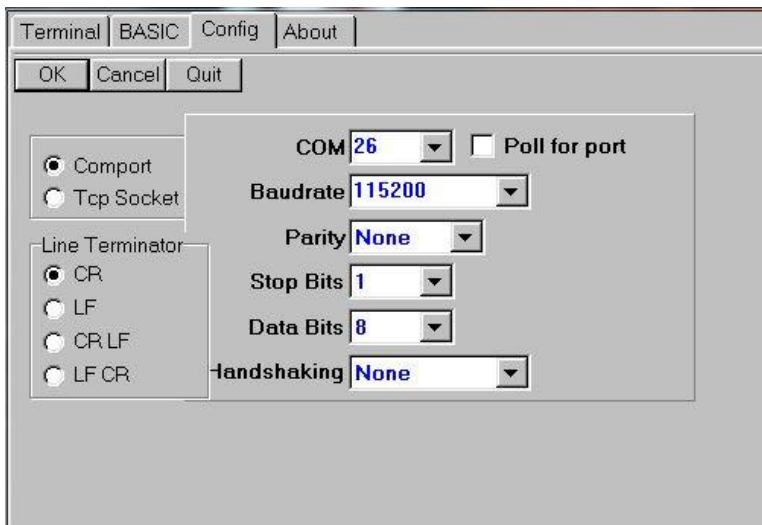 Terminal BASIC Config About
OK Cancel Quit
Comport
Tcp Socket
Line Terminator
CR
LF
CR LF
LF CR
COM 26 Poll for port
Baudrate 115200
Parity None
Stop Bits 1
Data Bits 8
Handshaking None